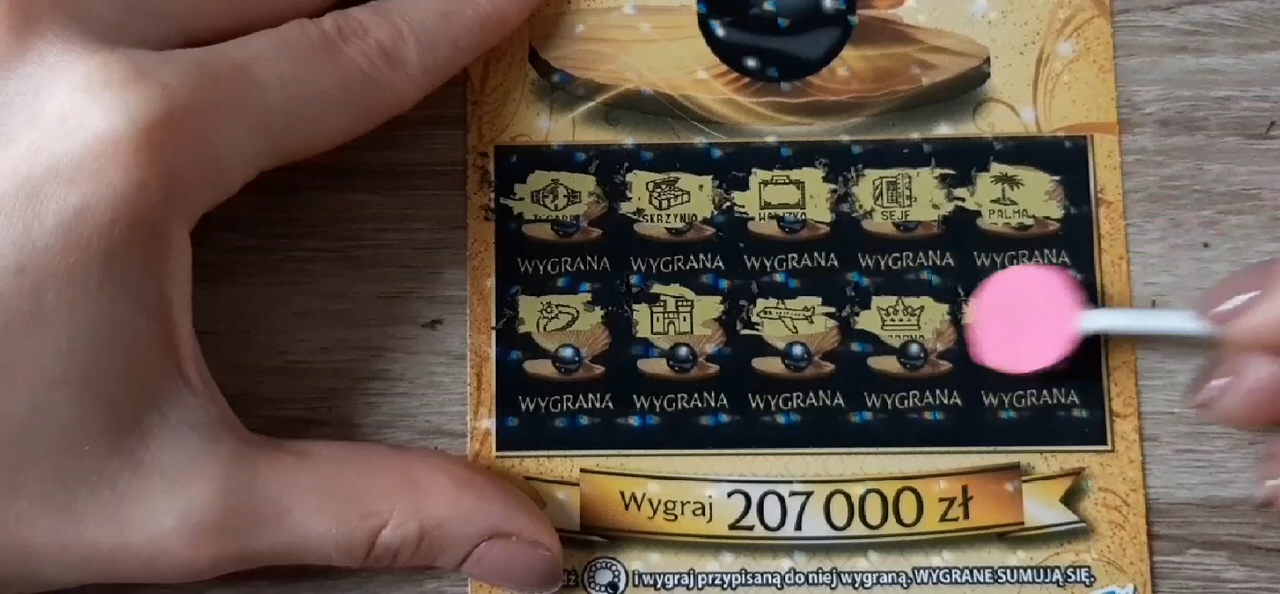 SKRZYNIA SEJF PALMA
WYGRANA WYGRANA WYGRANA WYGRANA WYGRANA
WYGRANA WYGRANA WYGRANA WYGRANA WYGRANA
Wygraj 207 000 zł
i wygraj przypisaną do niej wygraną. WYGRANE SUMUJĄ SIĘ.